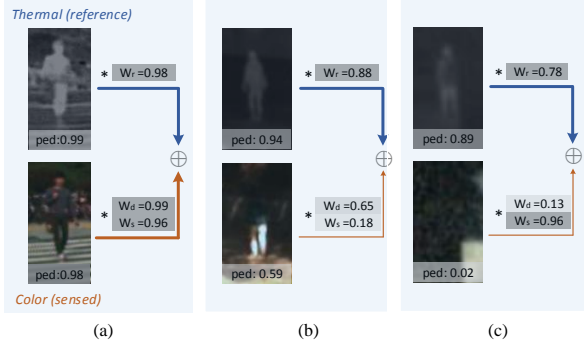 Thermal (reference)
* Wr =0.98
ped:0.99
* Wd =0.99
Ws =0.96
ped:0.98
Color (sensed)
(a)
* Wr =0.88
ped: 0.94
* Wd =0.65
Ws =0.18
ped: 0.59
(b)
* Wr =0.78
ped: 0.89
* Wd =0.13
Ws =0.96
ped: 0.02
(c)